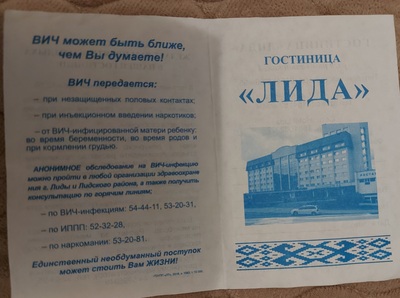 ВИЧ может быть ближе,
чем Вы думаете!
ВИЧ передается:
– при незащищенных половых контактах;
– при инъекционном введении наркотиков;
– от ВИЧ-инфицированной матери ребенку:
во время беременности, во время родов и
при кормлении грудью.
АНОНИМНОЕ обследование на ВИЧ-инфекцию
можно пройти в любой организации здравоохране
ния г. Лиды и Лидского района, а также получить
консультацию по горячим линиям:
– по ВИЧ-инфекциям: 54-44-11, 53-20-31,
– по ИППП: 52-32-28,
– по наркомании: 53-20-81.
Единственный необдуманный поступок
может стоить Вам ЖИЗНИ!
ГОСТИНИЦА
«ЛИДА»